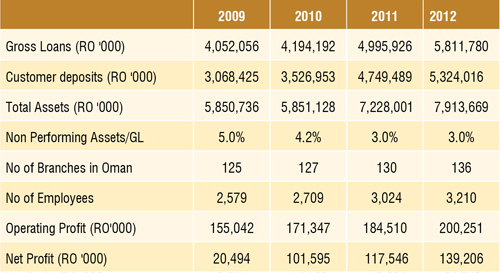 2009 2010 2011 2012
Gross Loans (RO '000) 4,052,056 4,194,192 4,995,926 5,811,780
Customer deposits (RO '000) 3,068,425 3,526,953 4,749,489 5,324,016
Total Assets (RO '000) 5,850,736 5,851,128 7,228,001 7,913,669
Non Performing Assets/GL 5.0% 4.2% 3.0% 3.0%
No of Branches in Oman 125 127 130 136
No of Employees 2,579 2,709 3,024 3,210
Operating Profit (RO'000) 155,042 171,347 184,510 200,251
Net Profit (RO '000) 20,494 101,595 117,546 139,206